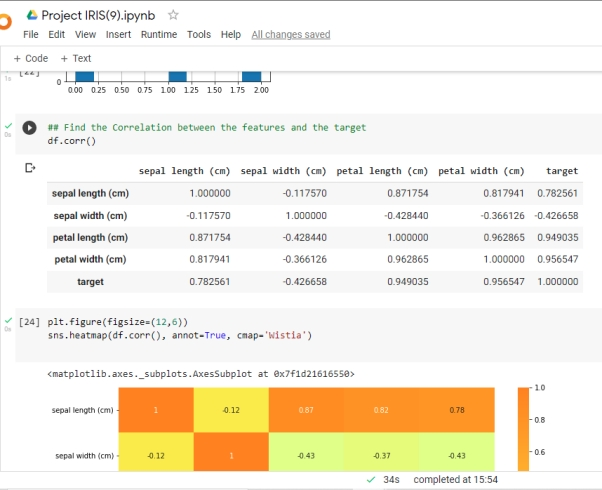 Project IRIS(9).ipynb
File Edit View Insert Runtime Tools Help All changes saved
+ Code + Text
1s [22] 0
0.00 0.25 0.50 0.75 1.00 1.25 1.50 1.75 2.00
0s ## Find the Correlation between the features and the target
df.corr()
sepal length (cm) sepal width (cm) petal length (cm) petal width (cm) target
sepal length (cm) 1.000000 -0.117570 0.871754 0.817941 0.782561
sepal width (cm) -0.117570 1.000000 -0.428440 -0.366126 -0.426658
petal length (cm) 0.871754 -0.428440 1.000000 0.962865 0.949035
petal width (cm) 0.817941 -0.366126 0.962865 1.000000 0.956547
target 0.782561 -0.426658 0.949035 0.956547 1.000000
0s [24] plt.figure(figsize=(12,6))
sns.heatmap(df.corr(), annot=True, cmap='Wistia')
<matplotlib.axes._subplots.AxesSubplot at 0x7f1d21616550>
1.0
sepal length (cm) 1 -0.12 0.87 0.82 0.78
0.8
sepal width (cm) -0.12 1 -0.43 -0.37 -0.43
0.6
34s completed at 15:54